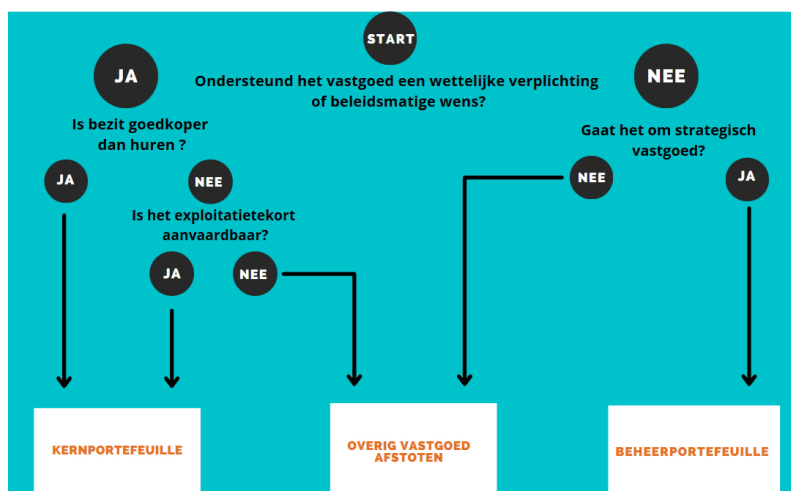 START
JA
Ondersteund het vastgoed een wettelijke verplichting
of beleidsmatige wens?
NEE
Is bezit goedkoper
dan huren ?
Gaat het om strategisch
vastgoed?
JA
NEE
NEE
JA
Is het exploitatietekort
aanvaardbaar?
JA
NEE
KERNPORTEFEUILLE
OVERIG VASTGOED
AFSTOTEN
BEHEERPORTEFEUILLE